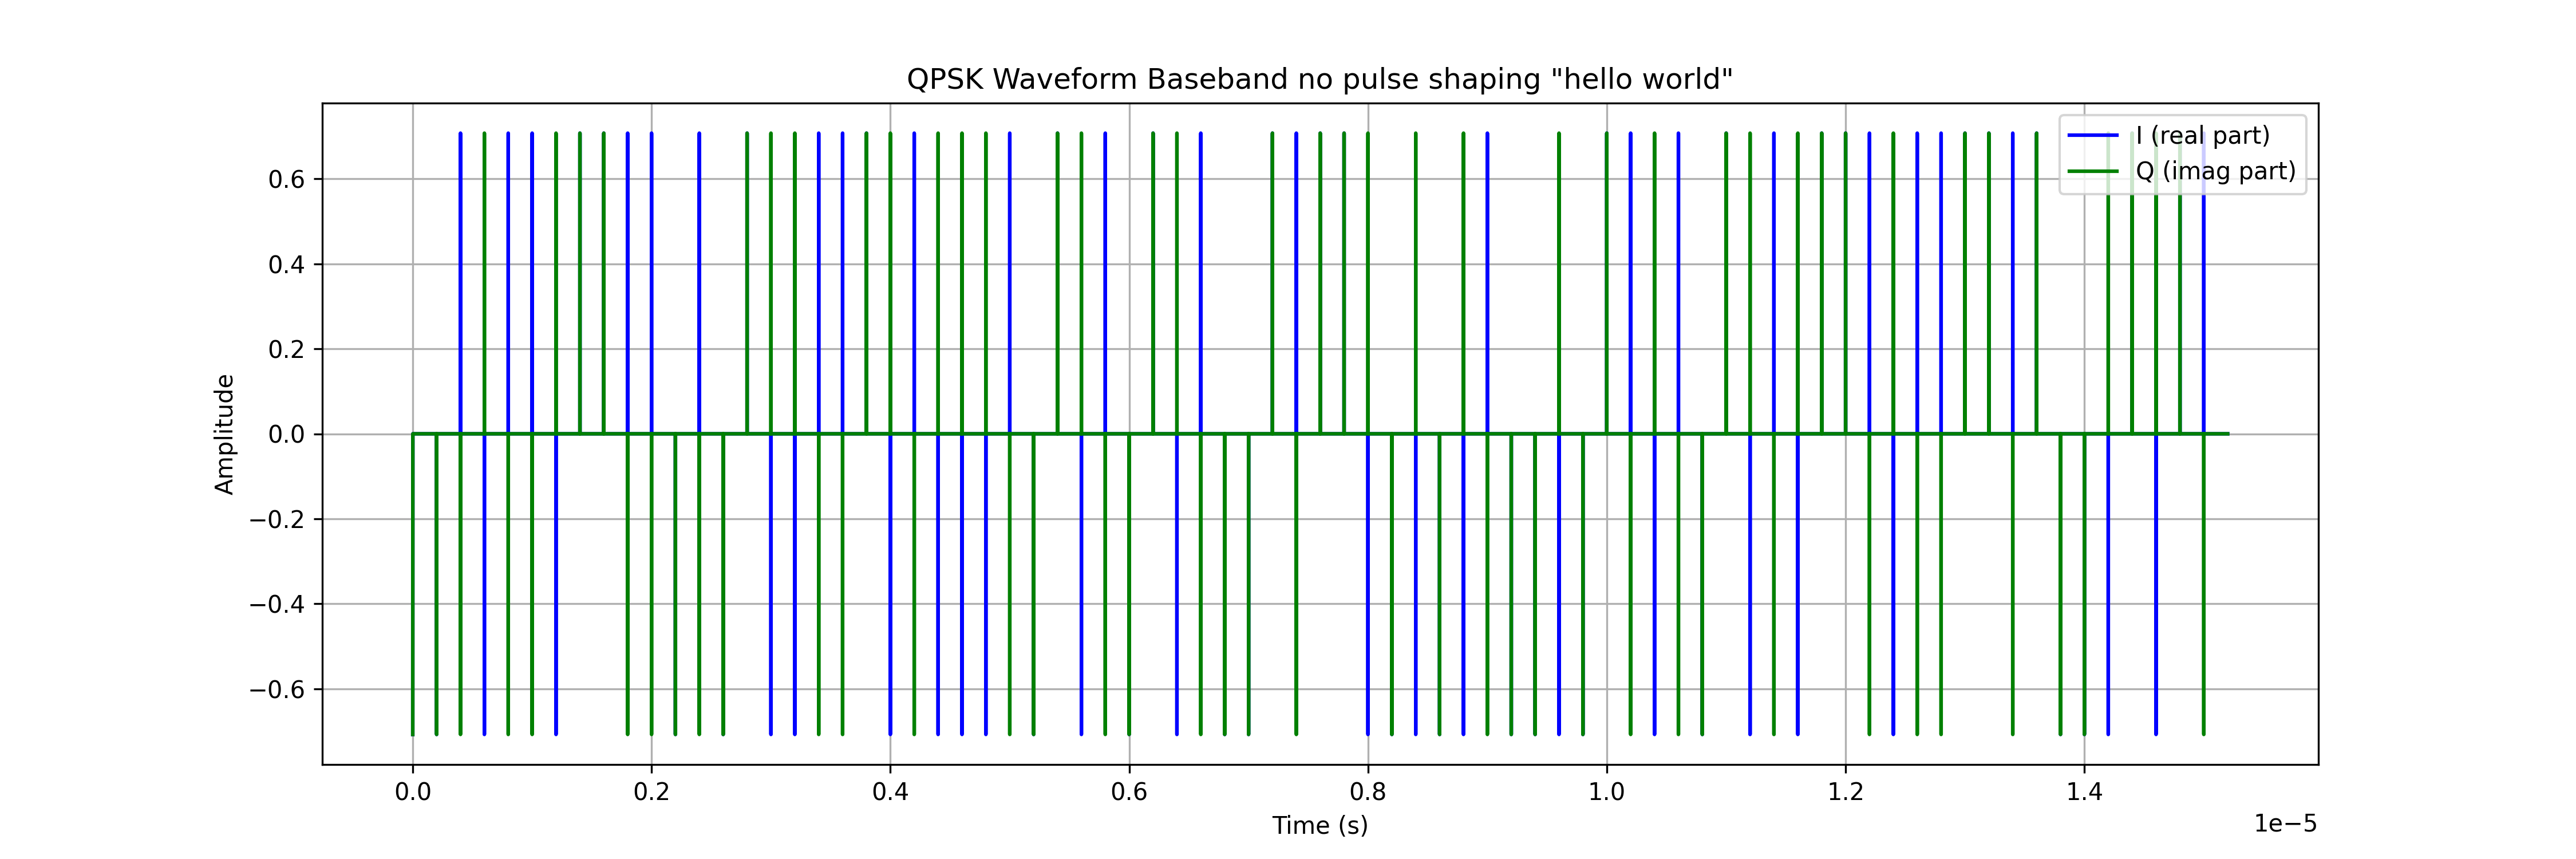 QPSK Waveform Baseband no pulse shaping "hello world"
I (real part)
Q (imag part)
0.6
0.4
0.2
0.0
−0.2
−0.4
−0.6
Amplitude
0.0 0.2 0.4 0.6 0.8 1.0 1.2 1.4
Time (s)
1e−5